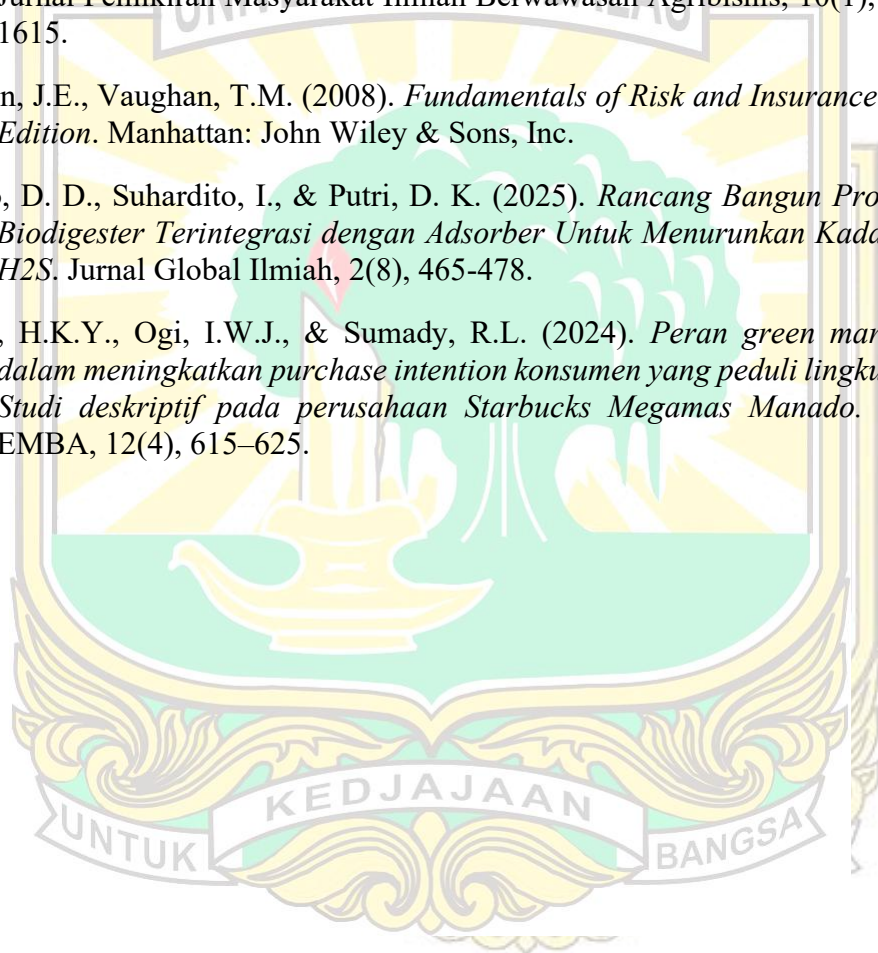 Jurnal Pemikiran Masyarakat Ilmiah Berwawasan Agribisnis, 10(1),
1615.
n, J.E., Vaughan, T.M. (2008). Fundamentals of Risk and Insurance
Edition. Manhattan: John Wiley & Sons, Inc.
, D. D., Suhardito, I., & Putri, D. K. (2025). Rancang Bangun Pro
Biodigester Terintegrasi dengan Adsorber Untuk Menurunkan Kada
H2S. Jurnal Global Ilmiah, 2(8), 465-478.
, H.K.Y., Ogi, I.W.J., & Sumady, R.L. (2024). Peran green mar
dalam meningkatkan purchase intention konsumen yang peduli lingku
Studi deskriptif pada perusahaan Starbucks Megamas Manado.
EMBA, 12(4), 615–625.
UNTUK KEDJAJAAN BANGSA